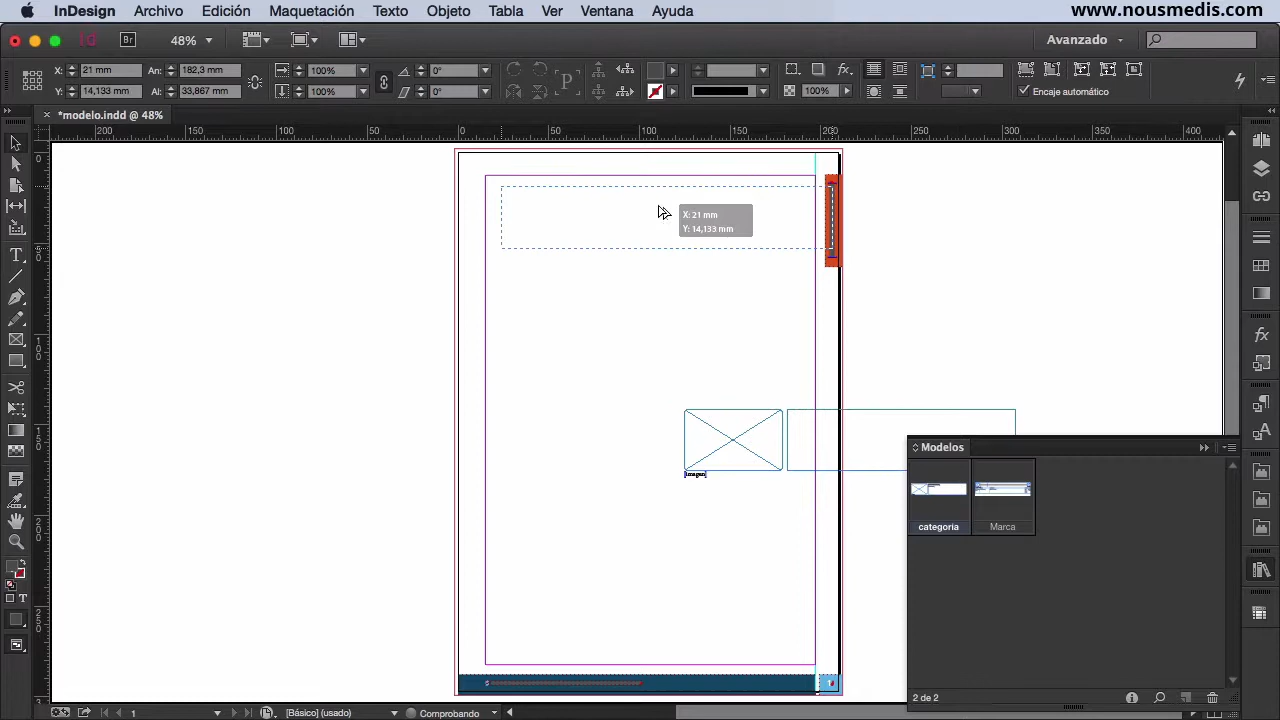 InDesign Archivo Edición Maquetación Texto Objeto Tabla Ver Ventana Ayuda www.nousmedis.com
Id Br 48% Avanzado
X: 21 mm An: 182,3 mm 100% 0°
Y: 14,133 mm Al: 33,867 mm 100% 0° 100% Encaje automático
*modelo.indd @ 48%
200 150 100 50 0 50 100 150 200 250 300 350 400
X: 21 mm
Y: 14,133 mm
Modelos
categoria Marca
2 de 2
1 [Básico] (usado) Comprobando